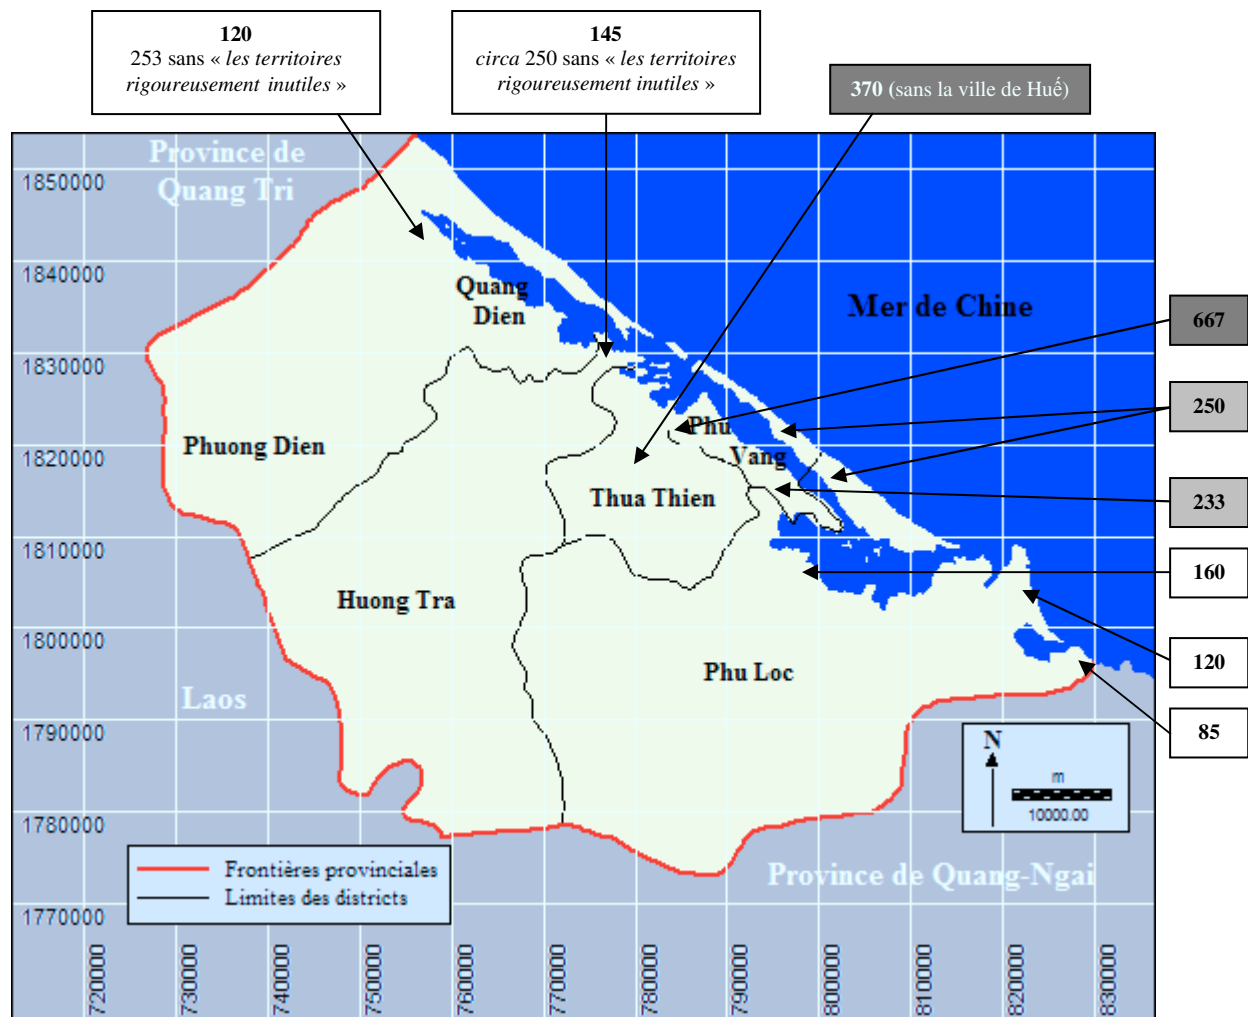 120
253 sans « les territoires
rigoureusement inutiles »
145
circa 250 sans « les territoires
rigoureusement inutiles »
370 (sans la ville de Huế)
Province de
Quang Tri
1850000
1840000
1830000
1820000
1810000
1800000
1790000
1780000
1770000
Quang
Dien
Mer de Chine
Phuong Dien
Phu
Vang
Thua Thien
Huong Tra
Phu Loc
Laos
667
250
233
160
120
85
N
m
10000.00
Frontières provinciales
Limites des districts
Province de Quang-Ngai
720000
730000
740000
750000
760000
770000
780000
790000
800000
810000
820000
830000